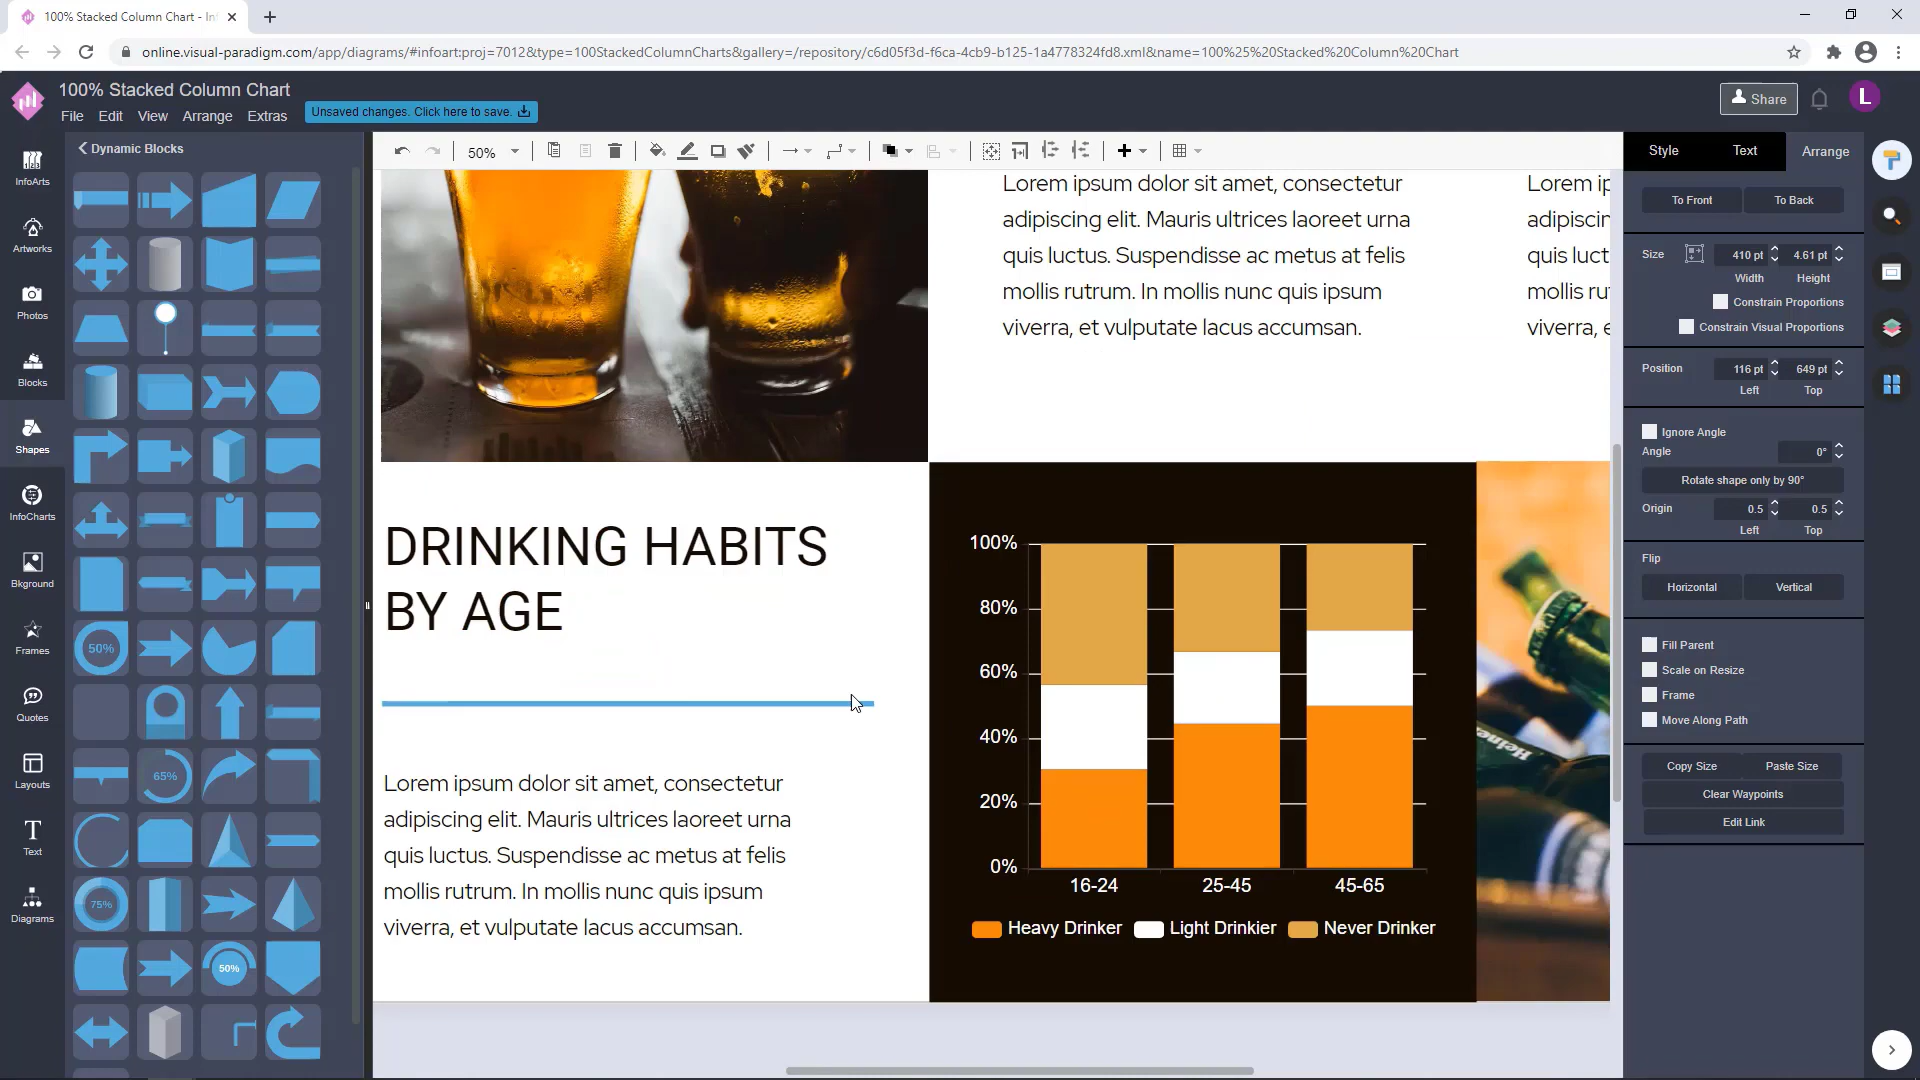 100% Stacked Column Chart - Inf
online.visual-paradigm.com/app/diagrams/#infoart:proj=7012&type=100StackedColumnCharts&gallery=/repository/c6d05f3d-f6ca-4cb9-b125-1a4778324fd8.xml&name=100%25%20Stacked%20Column%20Chart
100% Stacked Column Chart
File Edit View Arrange Extras
Unsaved changes. Click here to save.
Share
L
InfoArts
Artworks
Photos
Blocks
Shapes
InfoCharts
Bkground
Frames
Quotes
Layouts
Text
Diagrams
Dynamic Blocks
50%
65%
75%
50%
50%
Lorem ipsum dolor sit amet, consectetur
adipiscing elit. Mauris ultrices laoreet urna
quis luctus. Suspendisse ac metus at felis
mollis rutrum. In mollis nunc quis ipsum
viverra, et vulputate lacus accumsan.
Lorem ip
adipiscin
quis luct
mollis ru
viverra, e
DRINKING HABITS
BY AGE
Lorem ipsum dolor sit amet, consectetur
adipiscing elit. Mauris ultrices laoreet urna
quis luctus. Suspendisse ac metus at felis
mollis rutrum. In mollis nunc quis ipsum
viverra, et vulputate lacus accumsan.
100%
80%
60%
40%
20%
0%
16-24 25-45 45-65
Heavy Drinker Light Drinkier Never Drinker
Heineken
Style Text Arrange
To Front To Back
Size 410 pt 4.61 pt
Width Height
Constrain Proportions
Constrain Visual Proportions
Position 116 pt 649 pt
Left Top
Ignore Angle
Angle 0°
Rotate shape only by 90°
Origin 0.5 0.5
Left Top
Flip
Horizontal Vertical
Fill Parent
Scale on Resize
Frame
Move Along Path
Copy Size Paste Size
Clear Waypoints
Edit Link